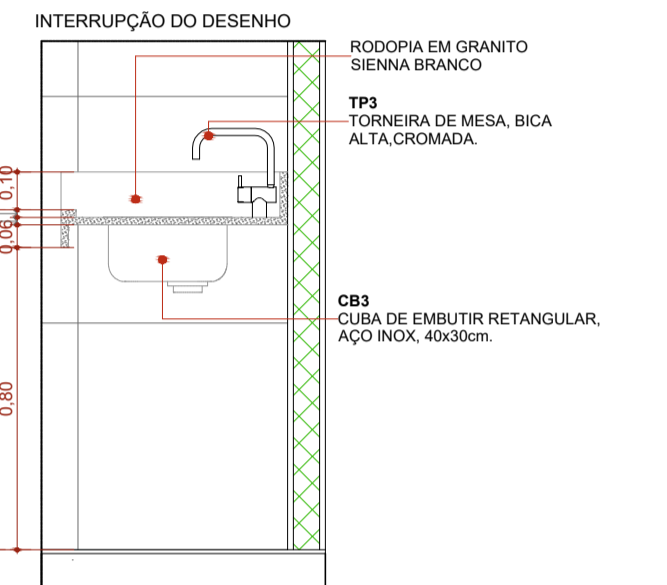 INTERRUPÇÃO DO DESENHO
RODOPIA EM GRANITO
SIENNA BRANCO
TP3
TORNEIRA DE MESA, BICA
ALTA,CROMADA.
0,10
0,06
CB3
CUBA DE EMBUTIR RETANGULAR,
AÇO INOX, 40x30cm.
0,80